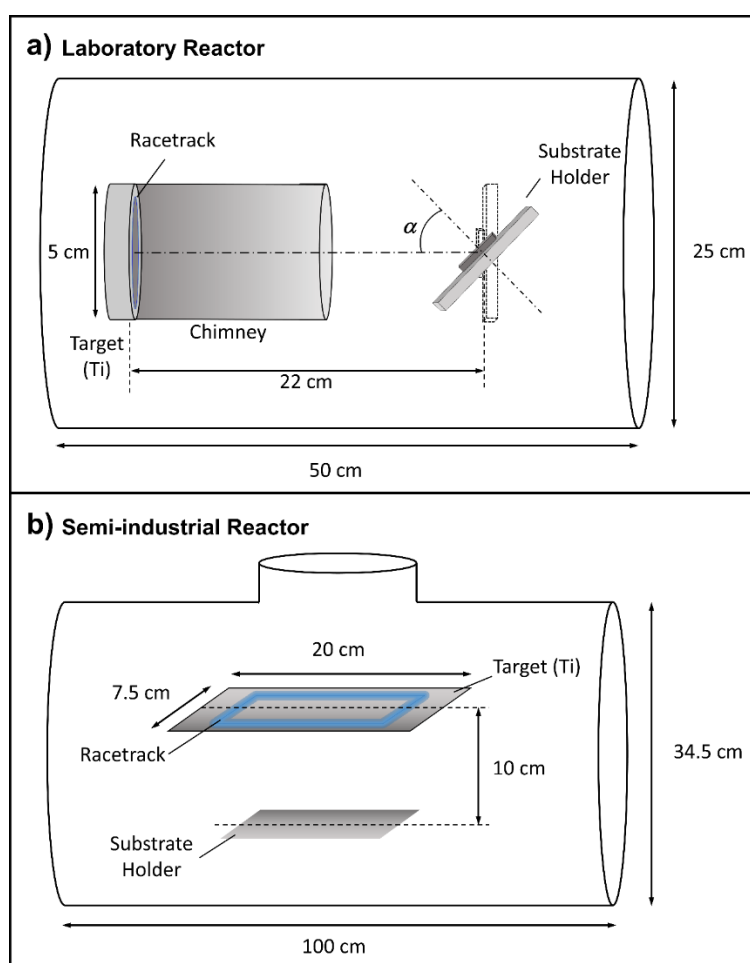 a) Laboratory Reactor
Racetrack
Substrate
Holder
α
5 cm
25 cm
Chimney
Target
(Ti)
22 cm
50 cm
b) Semi-industrial Reactor
20 cm
Target (Ti)
7.5 cm
Racetrack
10 cm
34.5 cm
Substrate
Holder
100 cm